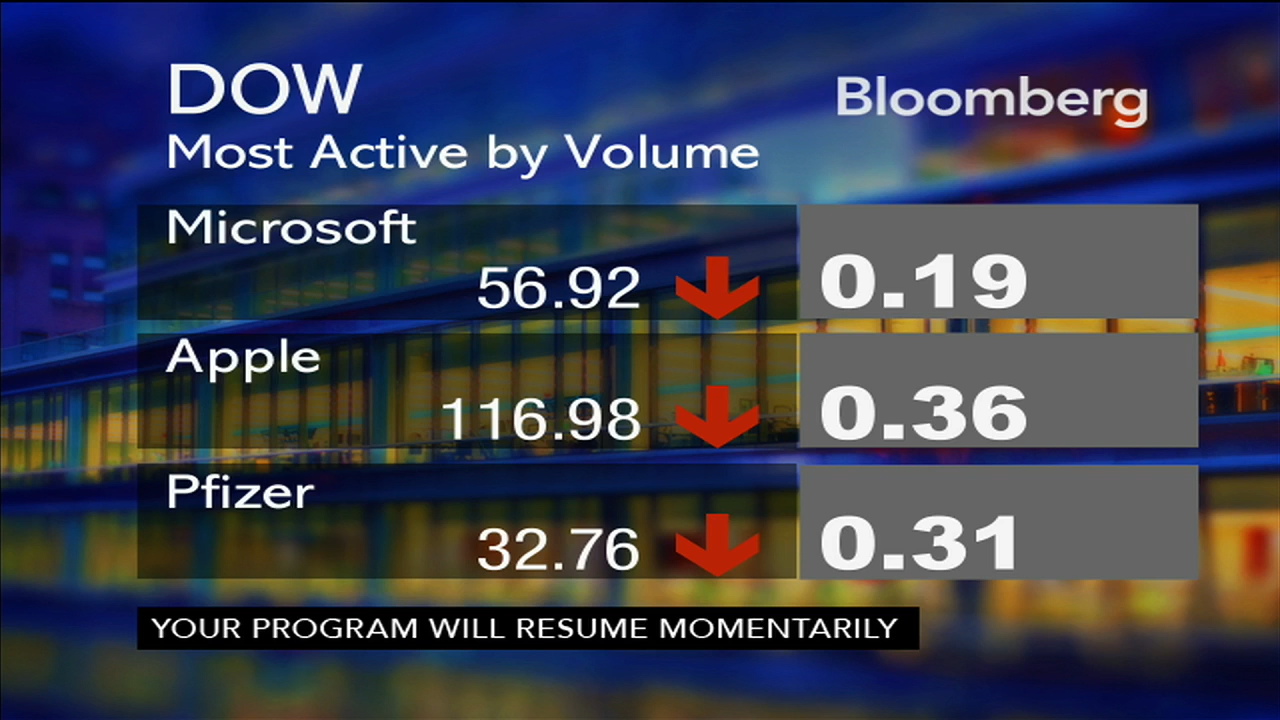 DOW
Bloomberg
Most Active by Volume
Microsoft
56.92 0.19
Apple
116.98 0.36
Pfizer
32.76 0.31
YOUR PROGRAM WILL RESUME MOMENTARILY